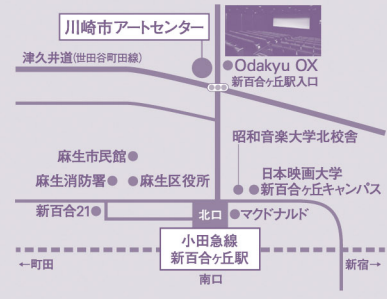 川崎市アートセンター
津久井道(世田谷町田線)
Odakyu OX
新百合ヶ丘駅入口
昭和音楽大学北校舎
麻生市民館
日本映画大学
新百合ヶ丘キャンパス
麻生消防署
麻生区役所
新百合21
北口
マクドナルド
小田急線
新百合ヶ丘駅
←町田
新宿→
南口